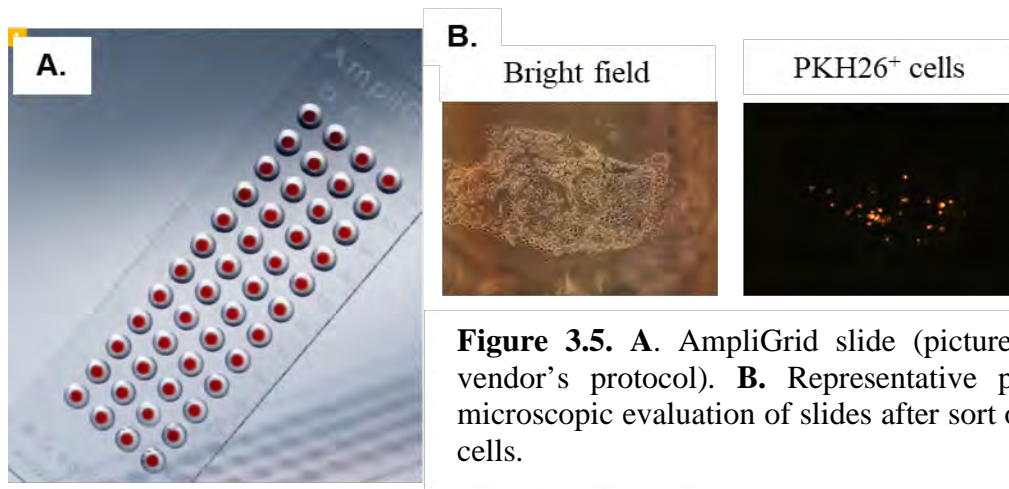 A.
B.
Bright field
PKH26⁺ cells
Figure 3.5. A. AmpliGrid slide (picture
vendor's protocol). B. Representative p
microscopic evaluation of slides after sort o
cells.